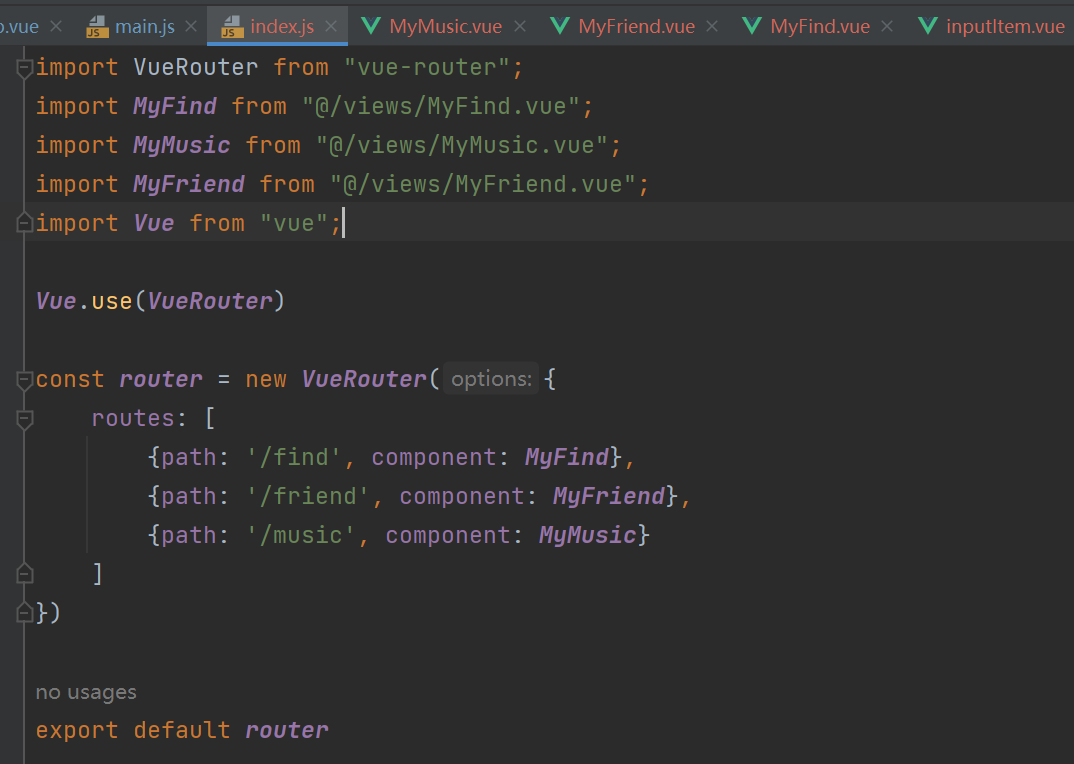 .vue main.js index.js MyMusic.vue MyFriend.vue MyFind.vue inputItem.vue
import VueRouter from "vue-router";
import MyFind from "@/views/MyFind.vue";
import MyMusic from "@/views/MyMusic.vue";
import MyFriend from "@/views/MyFriend.vue";
import Vue from "vue";
Vue.use(VueRouter)
const router = new VueRouter( options: {
routes: [
{path: '/find', component: MyFind},
{path: '/friend', component: MyFriend},
{path: '/music', component: MyMusic}
]
})
no usages
export default router